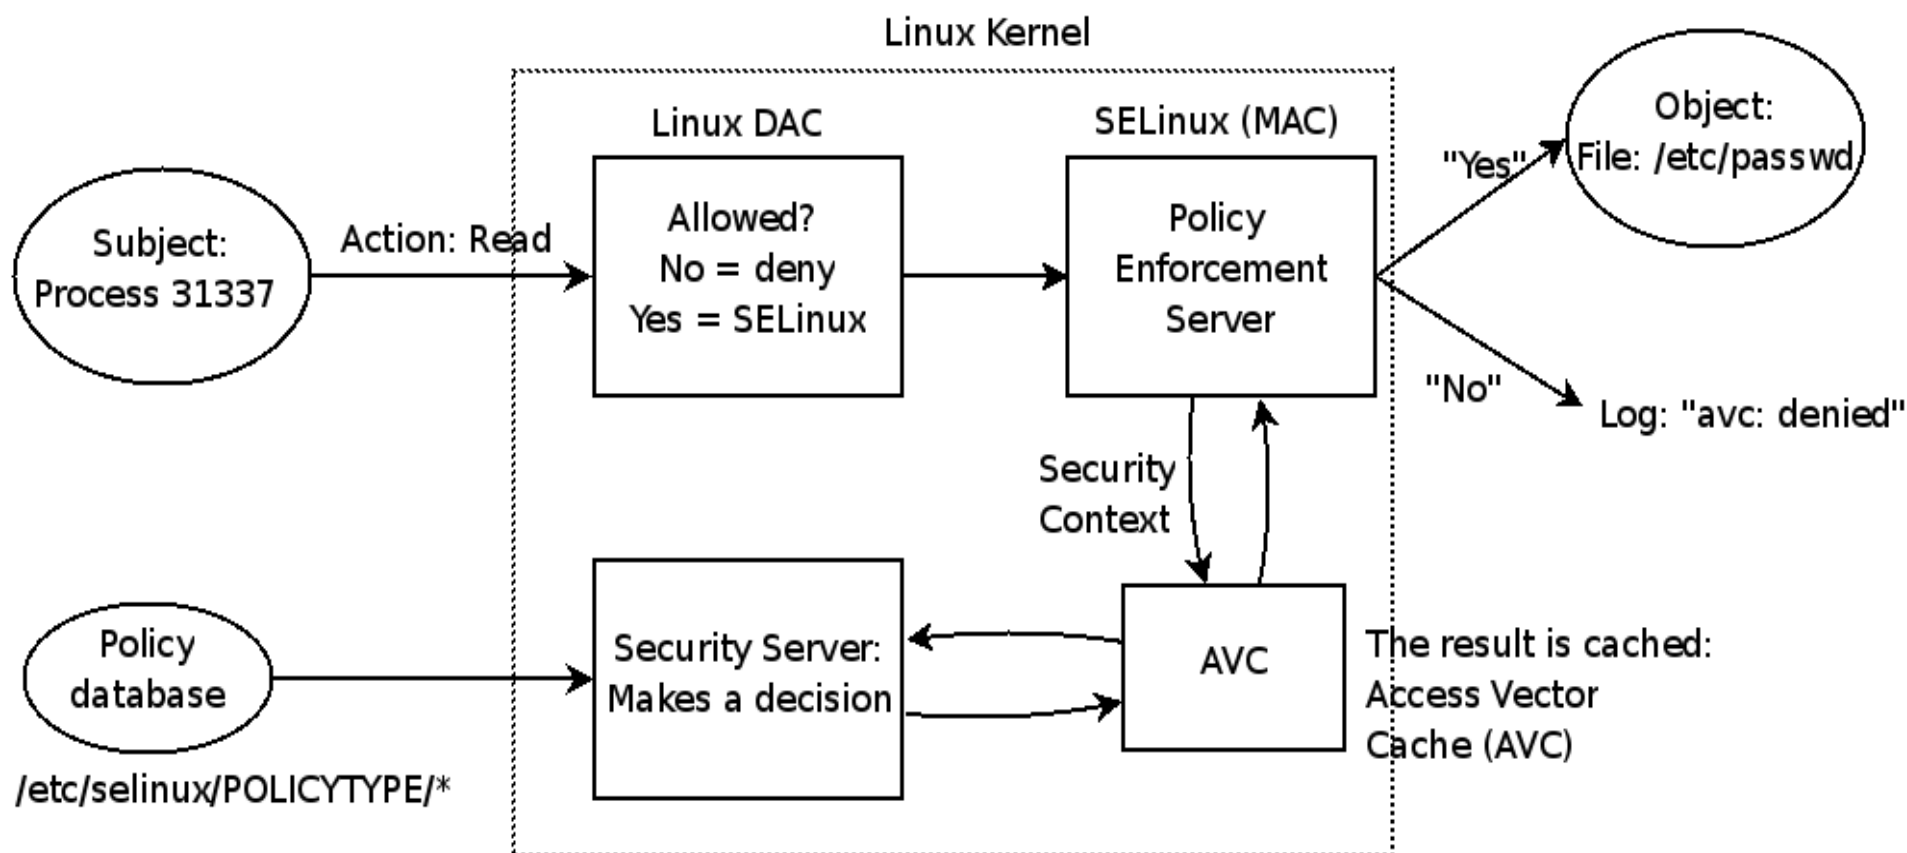 Linux Kernel
Linux DAC
SELinux (MAC)
Subject:
Process 31337
Action: Read
Allowed?
No = deny
Yes = SELinux
Policy
Enforcement
Server
"Yes"
Object:
File: /etc/passwd
"No"
Log: "avc: denied"
Security
Context
Policy
database
/etc/selinux/POLICYTYPE/*
Security Server:
Makes a decision
AVC
The result is cached:
Access Vector
Cache (AVC)